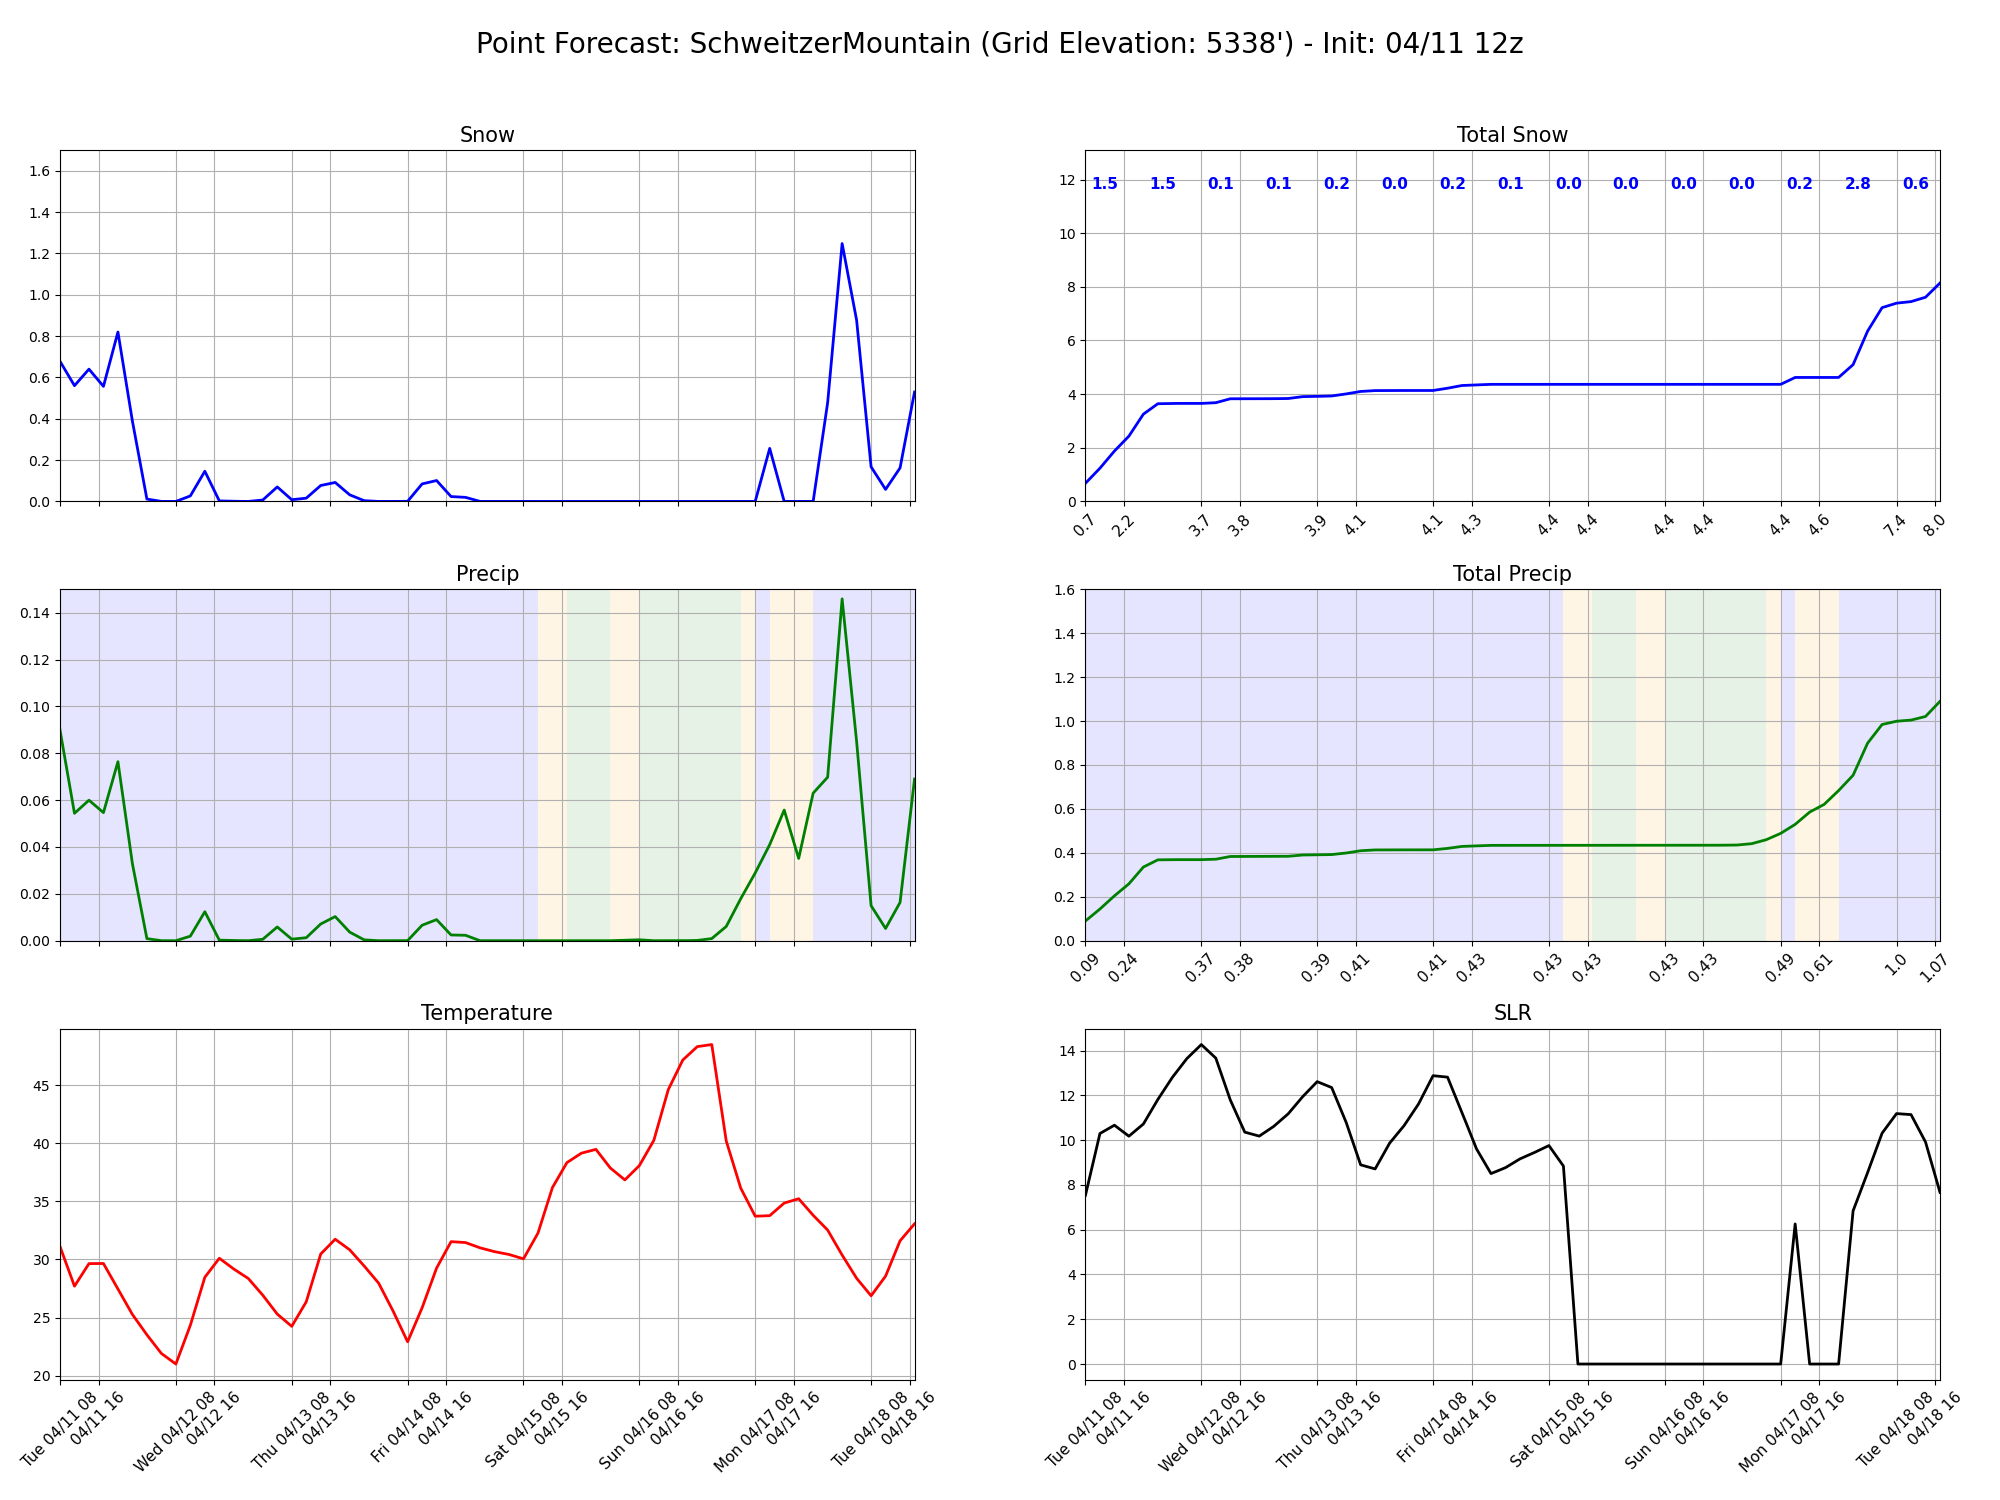 Point Forecast: SchweitzerMountain (Grid Elevation: 5338') - Init: 04/11 12z
Snow
1.6
1.4
1.2
1.0
0.8
0.6
0.4
0.2
0.0
Total Snow
12
10
8
6
4
2
0
1.5 1.5 0.1 0.1 0.2 0.0 0.2 0.1 0.0 0.0 0.0 0.0 0.2 2.8 0.6
0.7 2.2 3.7 3.8 3.9 4.1 4.1 4.3 4.4 4.4 4.4 4.4 4.4 4.6 7.4 8.0
Precip
0.14
0.12
0.10
0.08
0.06
0.04
0.02
0.00
Total Precip
1.6
1.4
1.2
1.0
0.8
0.6
0.4
0.2
0.0
0.09 0.24 0.37 0.38 0.39 0.41 0.41 0.43 0.43 0.43 0.43 0.43 0.49 0.61 1.0 1.07
Temperature
45
40
35
30
25
20
Tue 04/11 08
04/11 16
Wed 04/12 08
04/12 16
Thu 04/13 08
04/13 16
Fri 04/14 08
04/14 16
Sat 04/15 08
04/15 16
Sun 04/16 08
04/16 16
Mon 04/17 08
04/17 16
Tue 04/18 08
04/18 16
SLR
14
12
10
8
6
4
2
0
Tue 04/11 08
04/11 16
Wed 04/12 08
04/12 16
Thu 04/13 08
04/13 16
Fri 04/14 08
04/14 16
Sat 04/15 08
04/15 16
Sun 04/16 08
04/16 16
Mon 04/17 08
04/17 16
Tue 04/18 08
04/18 16